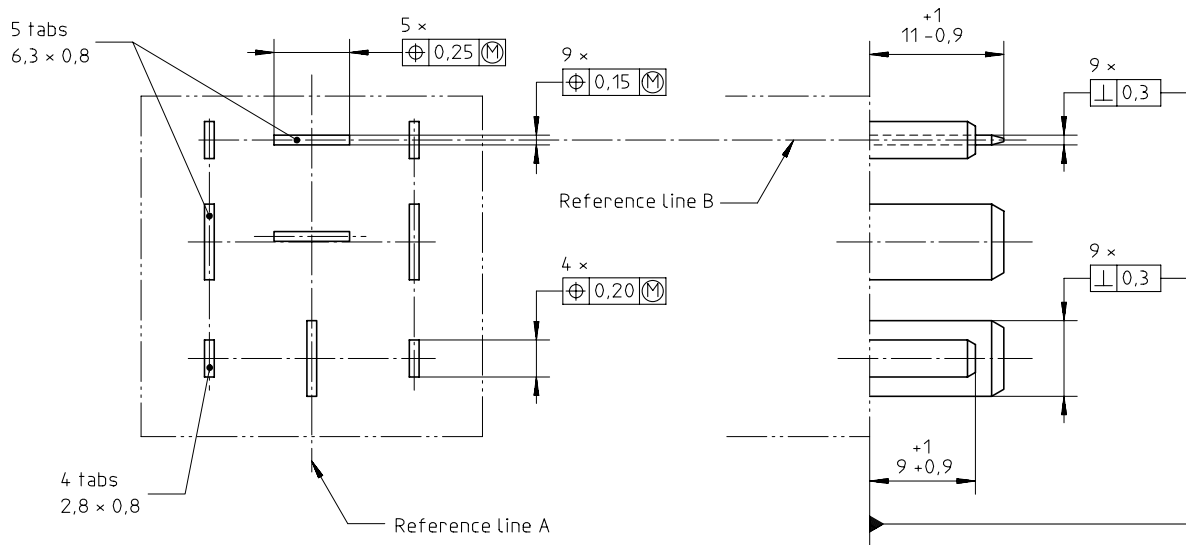 5 tabs
6,3 × 0,8
5 ×
⌖ 0,25 Ⓜ
9 ×
⌖ 0,15 Ⓜ
+1
11 -0,9
9 ×
⊥ 0,3
Reference line B
4 ×
⌖ 0,20 Ⓜ
9 ×
⊥ 0,3
4 tabs
2,8 × 0,8
+1
9 +0,9
Reference line A